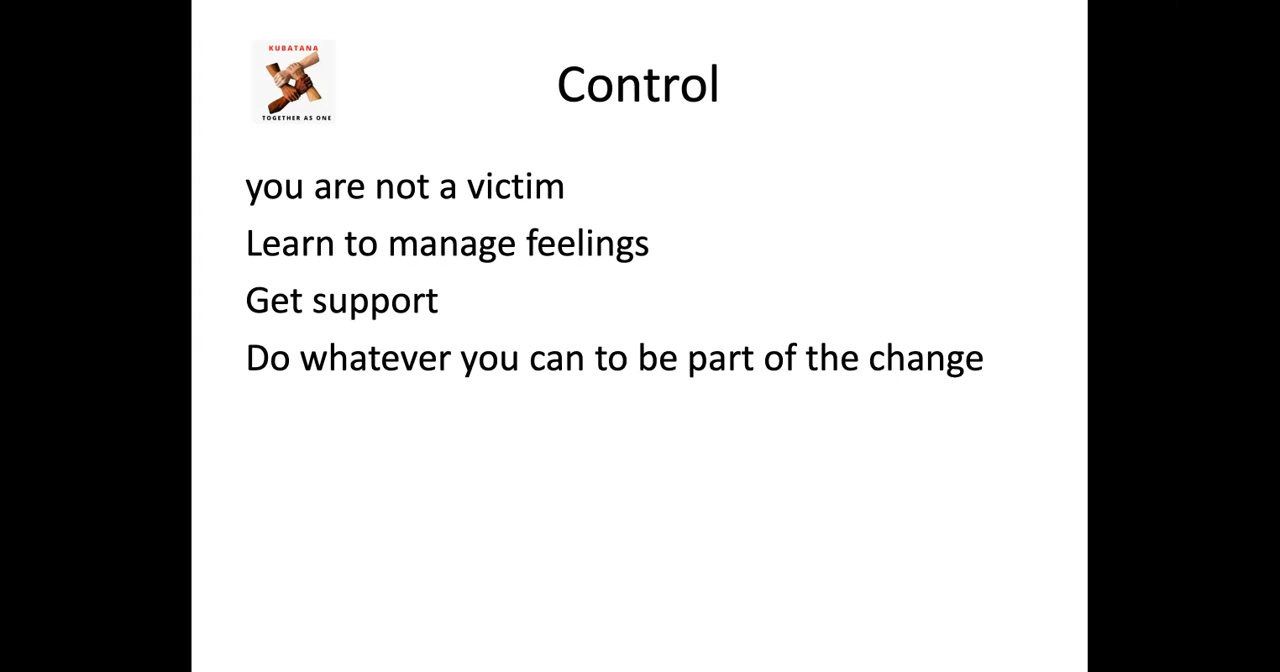 KUBATANA
TOGETHER AS ONE
Control
you are not a victim
Learn to manage feelings
Get support
Do whatever you can to be part of the change